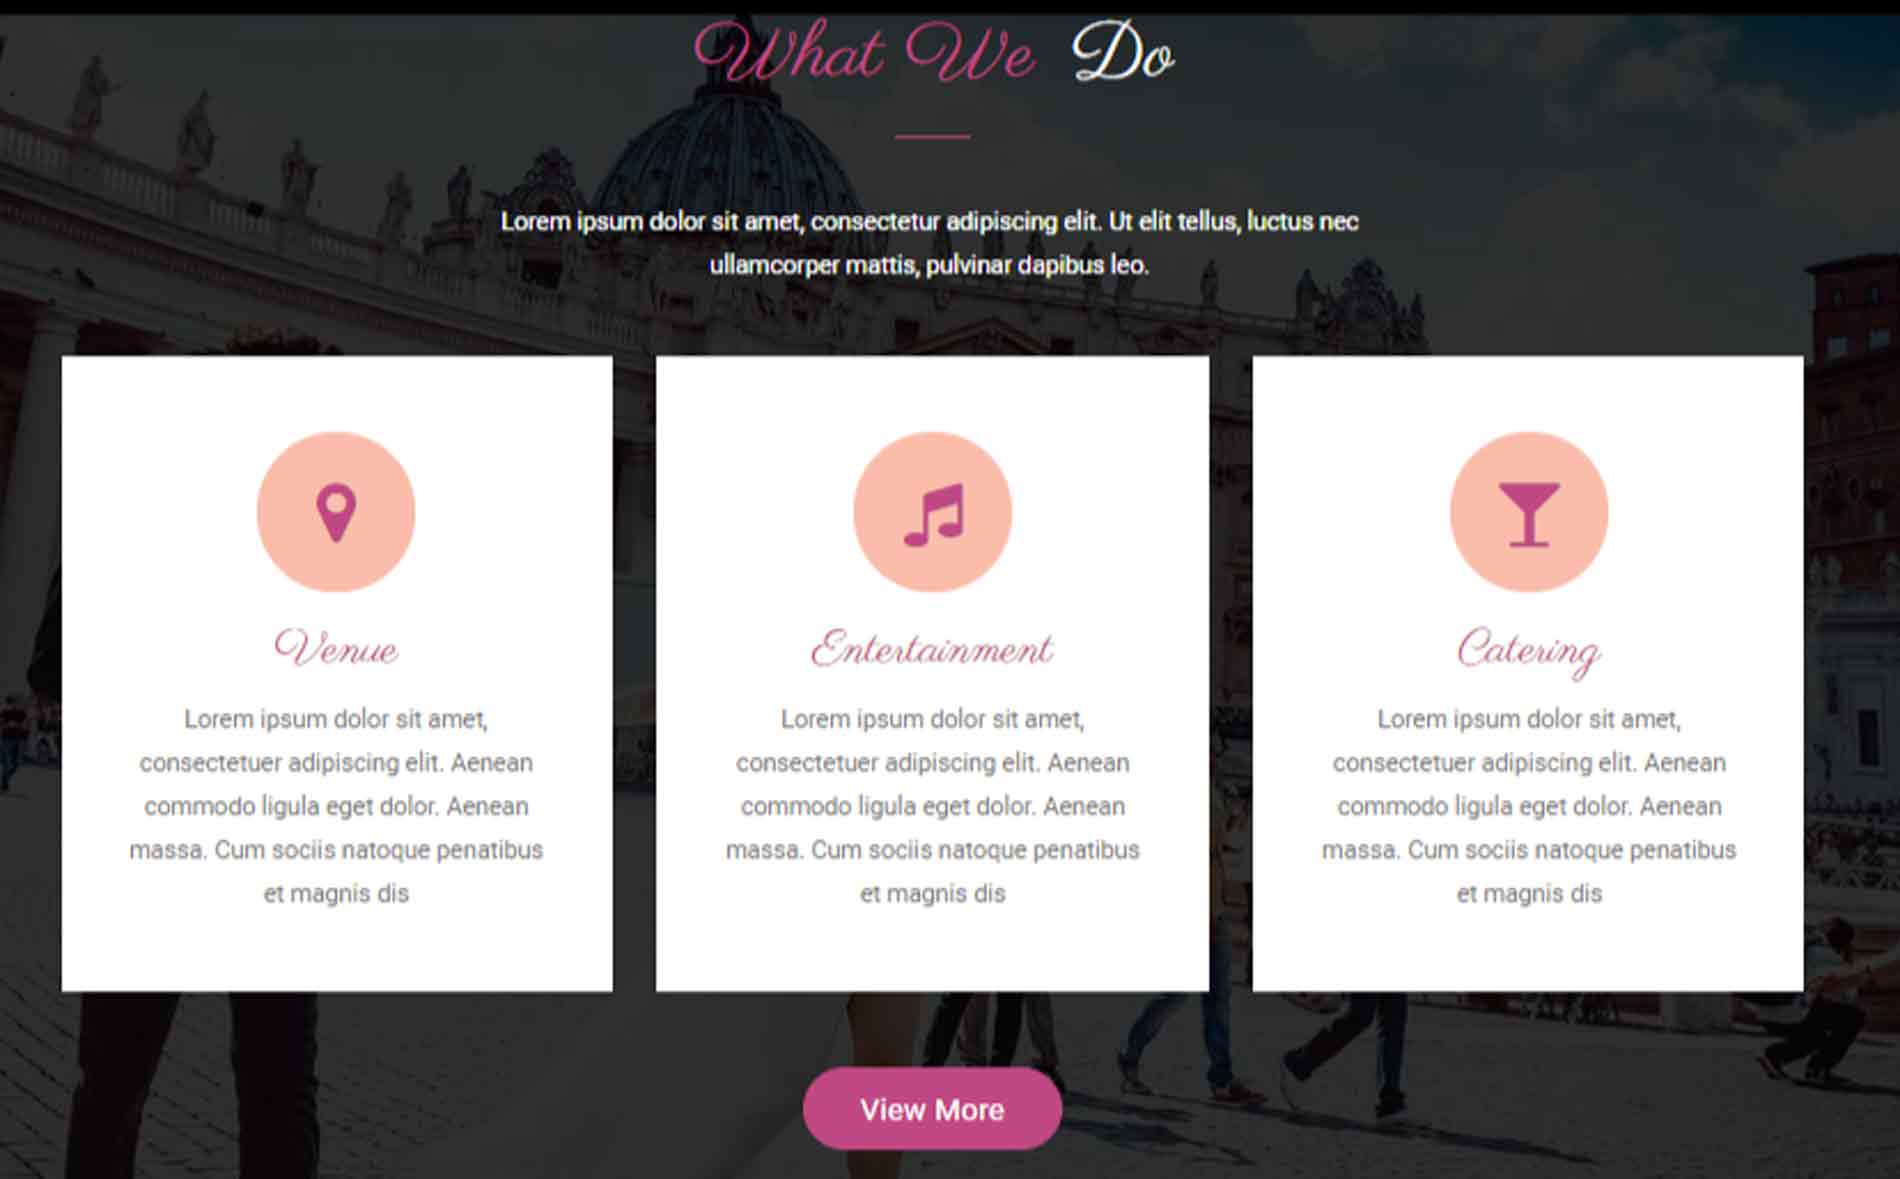 What We Do
Lorem ipsum dolor sit amet, consectetur adipiscing elit. Ut elit tellus, luctus nec
ullamcorper mattis, pulvinar dapibus leo.
Venue
Lorem ipsum dolor sit amet,
consectetuer adipiscing elit. Aenean
commodo ligula eget dolor. Aenean
massa. Cum sociis natoque penatibus
et magnis dis
Entertainment
Lorem ipsum dolor sit amet,
consectetuer adipiscing elit. Aenean
commodo ligula eget dolor. Aenean
massa. Cum sociis natoque penatibus
et magnis dis
Catering
Lorem ipsum dolor sit amet,
consectetuer adipiscing elit. Aenean
commodo ligula eget dolor. Aenean
massa. Cum sociis natoque penatibus
et magnis dis
View More